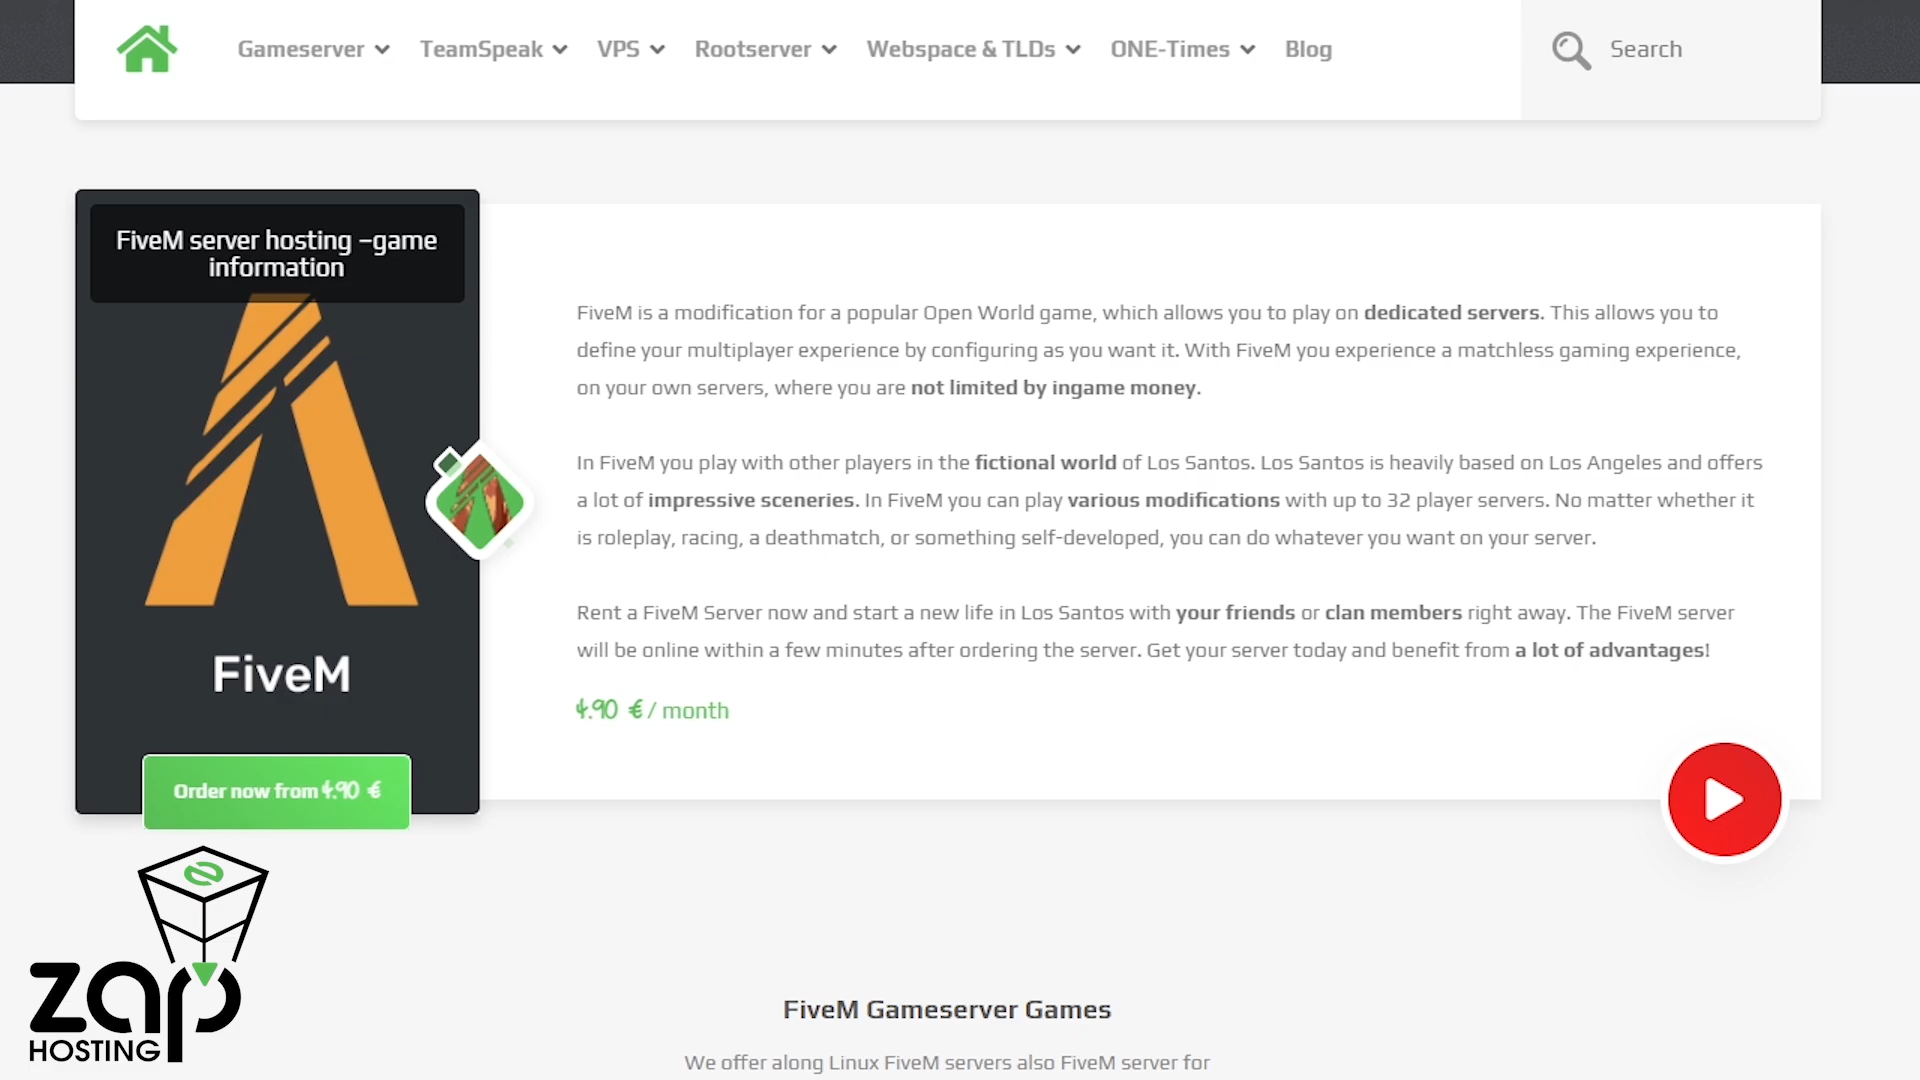 Gameserver TeamSpeak VPS Rootserver Webspace & TLDs ONE-Times Blog Search
FiveM server hosting –game
information
FiveM
Order now from 4.90 €
FiveM is a modification for a popular Open World game, which allows you to play on dedicated servers. This allows you to
define your multiplayer experience by configuring as you want it. With FiveM you experience a matchless gaming experience,
on your own servers, where you are not limited by ingame money.
In FiveM you play with other players in the fictional world of Los Santos. Los Santos is heavily based on Los Angeles and offers
a lot of impressive sceneries. In FiveM you can play various modifications with up to 32 player servers. No matter whether it
is roleplay, racing, a deathmatch, or something self-developed, you can do whatever you want on your server.
Rent a FiveM Server now and start a new life in Los Santos with your friends or clan members right away. The FiveM server
will be online within a few minutes after ordering the server. Get your server today and benefit from a lot of advantages!
4.90 € / month
zap
HOSTING
FiveM Gameserver Games
We offer along Linux FiveM servers also FiveM server for